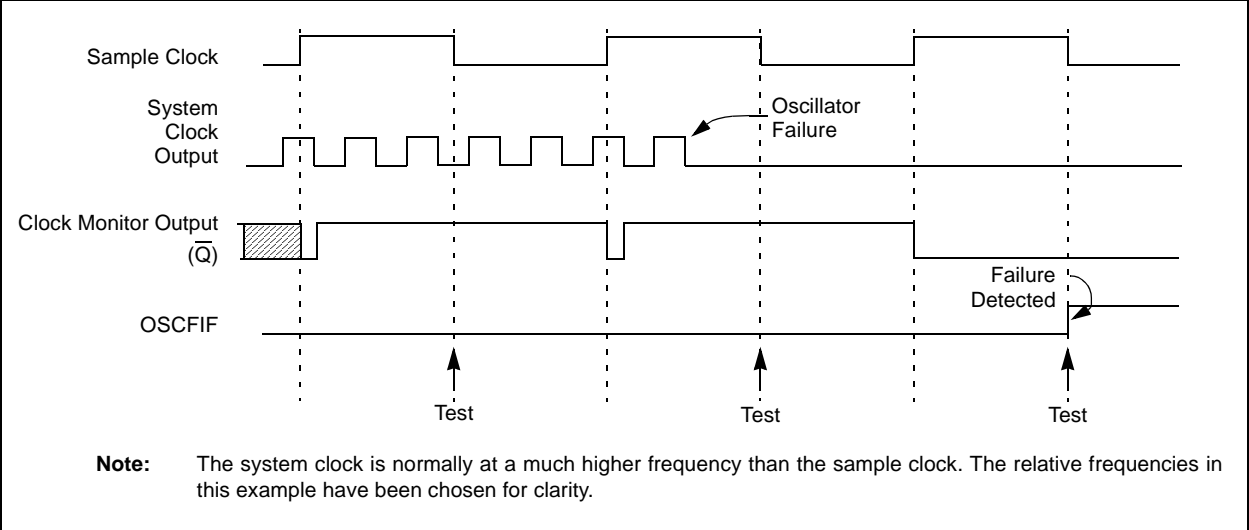 Sample Clock
System
Clock
Output
Oscillator
Failure
Clock Monitor Output
(Q̅)
Failure
Detected
OSCFIF
Test
Test
Test
Note: The system clock is normally at a much higher frequency than the sample clock. The relative frequencies in
this example have been chosen for clarity.